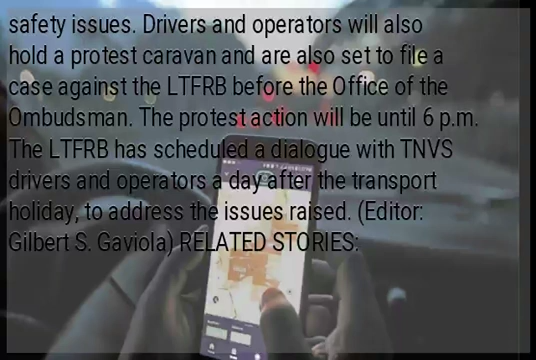 safety issues. Drivers and operators will also
hold a protest caravan and are also set to file a
case against the LTFRB before the Office of the
Ombudsman. The protest action will be until 6 p.m.
The LTFRB has scheduled a dialogue with TNVS
drivers and operators a day after the transport
holiday, to address the issues raised. (Editor:
Gilbert S. Gaviola) RELATED STORIES: